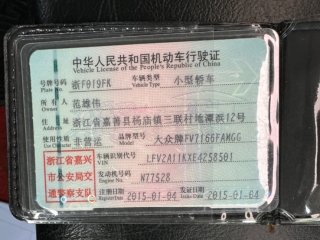 中华人民共和国机动车行驶证
Vehicle License of the People's Republic of China
号牌号码 浙F919FK 车辆类型 小型轿车
Plate No. Vehicle Type
所有人 范雄伟
Owner
住址 浙江省嘉善县杨庙镇三联村地潭浜12号
Address
使用性质 非营运 品牌型号 大众牌FV7166FAMGG
Use Character Model
浙江省嘉兴市公安局交通警察支队
车辆识别代号 LFV2A11KXE4258501
VIN
发动机号码 N77528
Engine No.
注册日期 2015-01-04 发证日期 2015-01-04
Register Date Issue Date